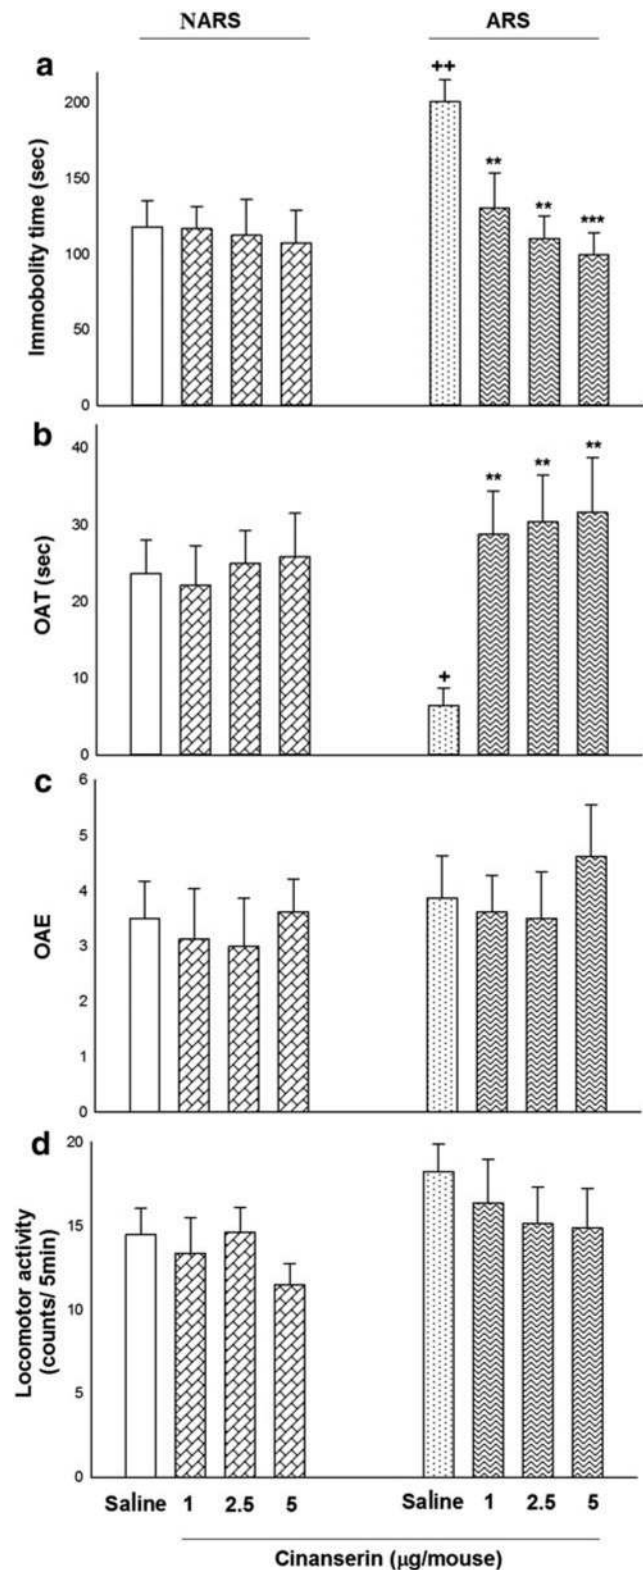 NARS ARS
a
++
200
150
100
50
0
** ** ***
Immobolity time (sec)
b
40
30
20
10
0
+
** ** **
OAT (sec)
c
6
5
4
3
2
1
0
OAE
d
20
15
10
5
0
Locomotor activity
(counts/ 5min)
Saline 1 2.5 5 Saline 1 2.5 5
Cinanserin (μg/mouse)